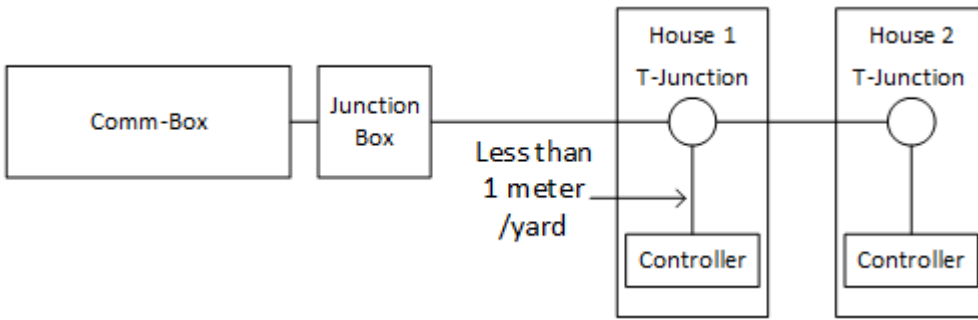 Comm-Box
Junction
Box
Less than
1 meter
/yard
House 1
T-Junction
Controller
House 2
T-Junction
Controller